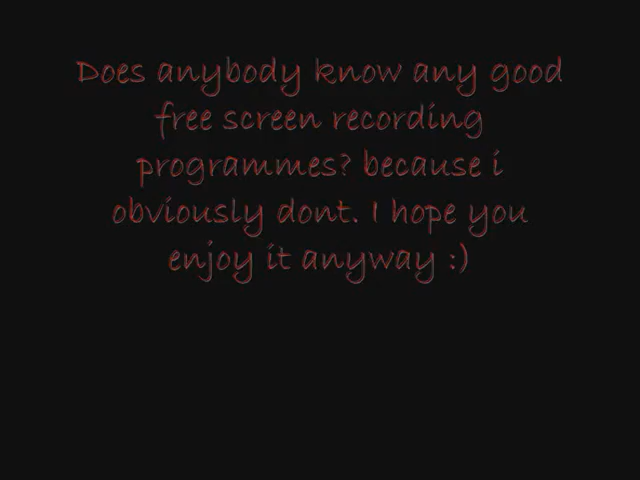 Does anybody know any good
free screen recording
programmes? because i
obviously dont. I hope you
enjoy it anyway :)